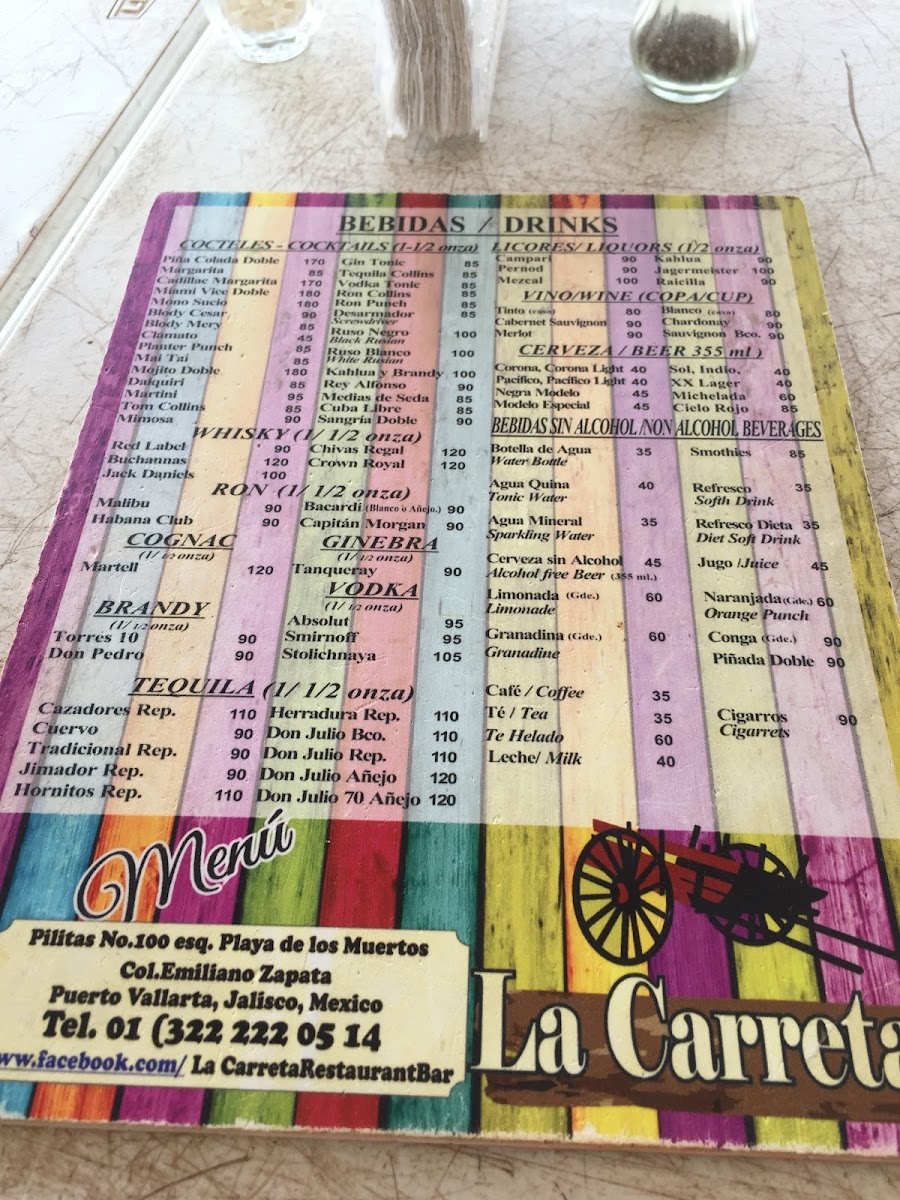 BEBIDAS / DRINKS
COCTELES - COCKTAILS (1-1/2 onza)
Piña Colada Doble 170
Margarita 85
Cadillac Margarita 170
Miami Vice Doble 180
Mono Sucio 180
Blody Cesar 90
Blody Mery 85
Clamato 45
Planter Punch 85
Mai Tai 85
Mojito Doble 180
Daiquiri 85
Martini 95
Tom Collins 85
Mimosa 90
Gin Tonic 85
Tequila Collins 85
Vodka Tonic 85
Ron Collins 85
Ron Punch 85
Desarmador 85
Screwdriver
Ruso Negro 100
Black Rusian
Ruso Blanco 100
White Rusian
Kahlua y Brandy 100
Rey Alfonso 90
Medias de Seda 85
Cuba Libre 85
Sangría Doble 90
WHISKY (1/ 1/2 onza)
Red Label 90
Buchannas 120
Jack Daniels 100
Chivas Regal 120
Crown Royal 120
RON (1/ 1/2 onza)
Malibu 90
Habana Club 90
Bacardi (Blanco o Añejo.) 90
Capitán Morgan 90
COGNAC
(1/ 1/2 onza)
Martell 120
GINEBRA
(1/ 1/2 onza)
Tanqueray 90
BRANDY
(1/ 1/2 onza)
Torres 10 90
Don Pedro 90
VODKA
(1/ 1/2 onza)
Absolut 95
Smirnoff 95
Stolichnaya 105
TEQUILA (1/ 1/2 onza)
Cazadores Rep. 110
Cuervo 90
Tradicional Rep. 90
Jimador Rep. 90
Hornitos Rep. 110
Herradura Rep. 110
Don Julio Bco. 110
Don Julio Rep. 110
Don Julio Añejo 120
Don Julio 70 Añejo 120
LICORES/ LIQUORS (1 1/2 onza)
Campari 90
Pernod 90
Mezcal 100
Kahlua 90
Jagermeister 100
Raicilla 90
VINO/WINE (COPA/CUP)
Tinto (casa) 80
Cabernet Sauvignon 90
Merlot 90
Blanco (casa) 80
Chardonay 90
Sauvignon Bco. 90
CERVEZA / BEER 355 ml )
Corona, Corona Light 40
Pacífico, Pacífico Light 40
Negra Modelo 45
Modelo Especial 45
Sol, Indio, 40
XX Lager 40
Michelada 60
Cielo Rojo 85
BEBIDAS SIN ALCOHOL /NON ALCOHOL BEVERAGES
Botella de Agua 35
Water Bottle
Agua Quina 40
Tonic Water
Agua Mineral 35
Sparkling Water
Cerveza sin Alcohol 45
Alcohol free Beer (355 ml.)
Limonada (Gde.) 60
Limonade
Granadina (Gde.) 60
Granadine
Café / Coffee 35
Té / Tea 35
Te Helado 60
Leche/ Milk 40
Smothies 85
Refresco 35
Softh Drink
Refresco Dieta 35
Diet Soft Drink
Jugo /Juice 45
Naranjada (Gde.) 60
Orange Punch
Conga (Gde.) 90
Piñada Doble 90
Cigarros 90
Cigarrets
Menú
Pilitas No.100 esq. Playa de los Muertos
Col.Emiliano Zapata
Puerto Vallarta, Jalisco, Mexico
Tel. 01 (322 222 05 14
www.facebook.com/ La CarretaRestaurantBar
La Carreta